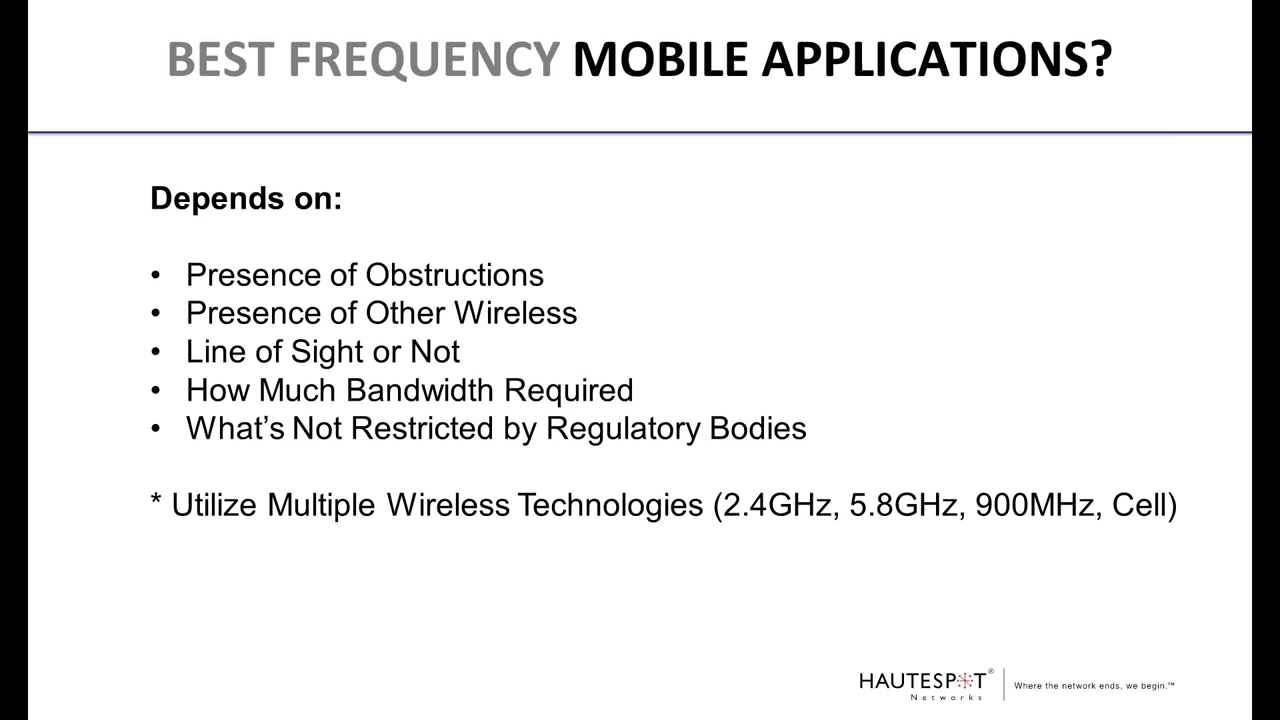 BEST FREQUENCY MOBILE APPLICATIONS?
Depends on:
• Presence of Obstructions
• Presence of Other Wireless
• Line of Sight or Not
• How Much Bandwidth Required
• What’s Not Restricted by Regulatory Bodies
* Utilize Multiple Wireless Technologies (2.4GHz, 5.8GHz, 900MHz, Cell)
HAUTESPOT®
Networks
Where the network ends, we begin.™